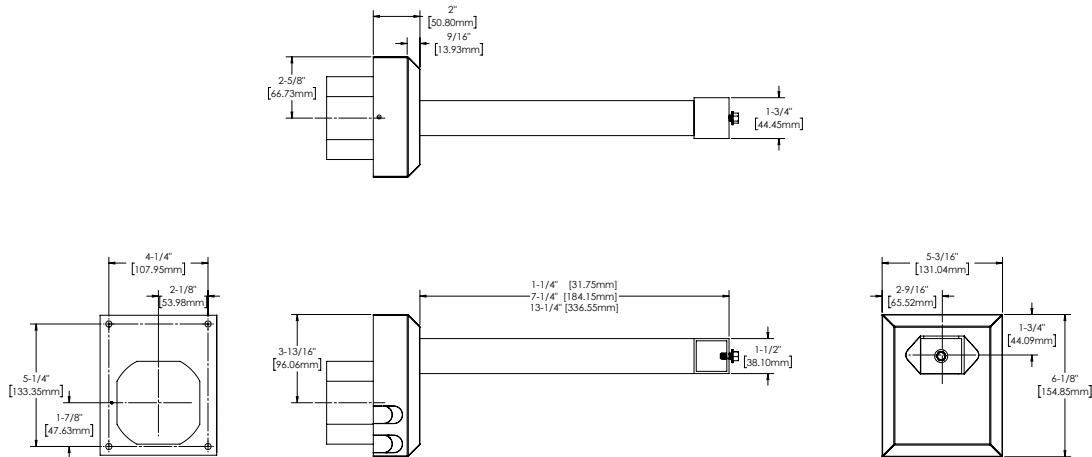 2"
[50.80mm]
9/16"
[13.93mm]
2-5/8"
[66.73mm]
1-3/4"
[44.45mm]
4-1/4"
[107.95mm]
2-1/8"
[53.98mm]
5-1/4"
[133.35mm]
1-7/8"
[47.63mm]
1-1/4" [31.75mm]
7-1/4" [184.15mm]
13-1/4" [336.55mm]
3-13/16"
[96.06mm]
1-1/2"
[38.10mm]
5-3/16"
[131.04mm]
2-9/16"
[65.52mm]
1-3/4"
[44.09mm]
6-1/8"
[154.85mm]